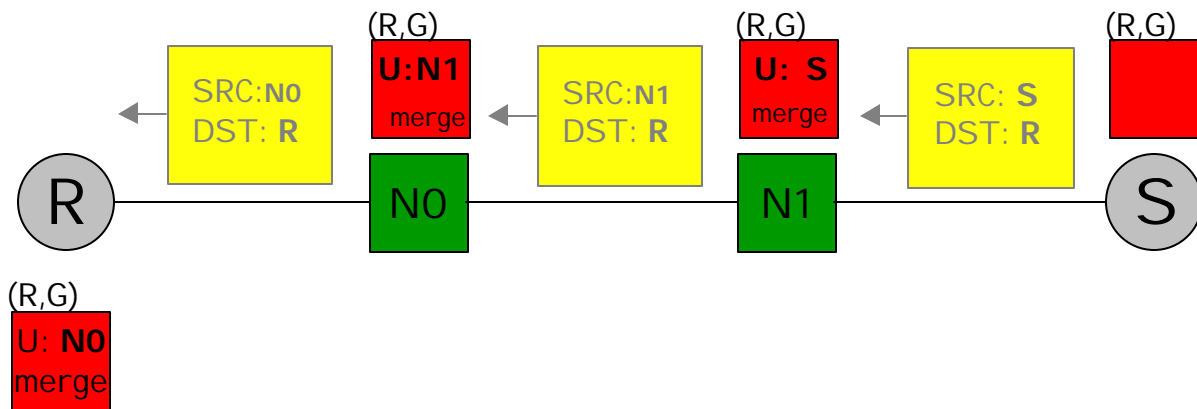 (R,G)
(R,G)
(R,G)
U:N1
merge
U: S
merge
SRC:N0
DST: R
SRC:N1
DST: R
SRC: S
DST: R
R
N0
N1
S
(R,G)
U: N0
merge